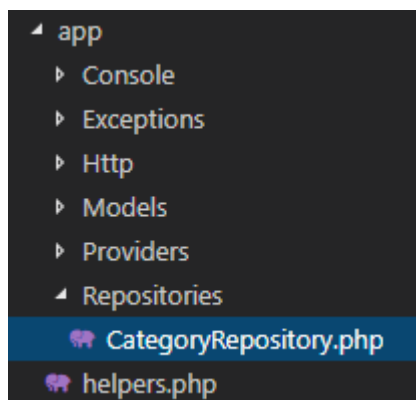 app
Console
Exceptions
Http
Models
Providers
Repositories
CategoryRepository.php
helpers.php